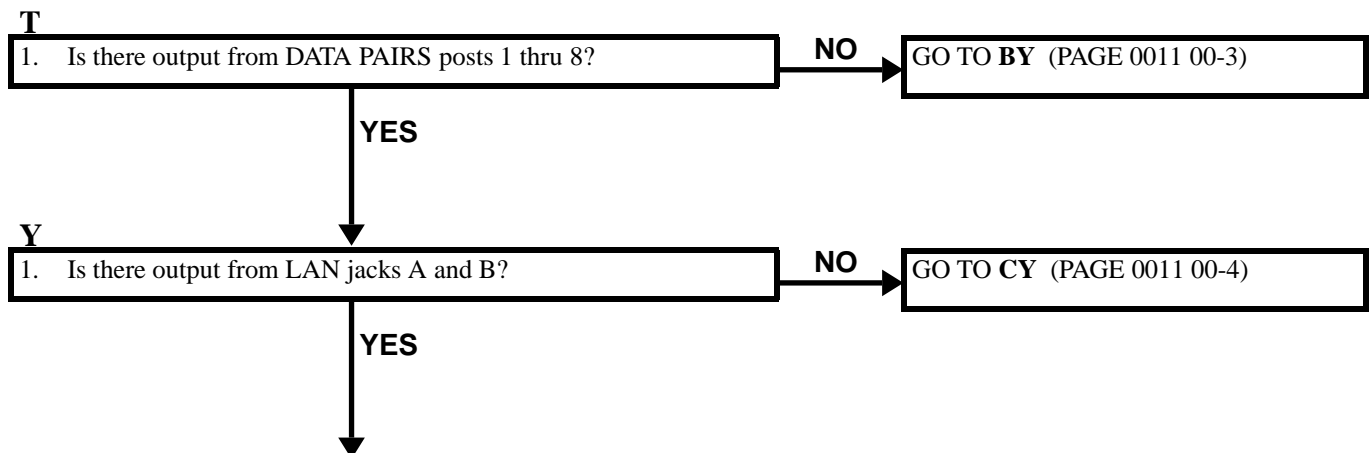 T
1. Is there output from DATA PAIRS posts 1 thru 8?
NO
GO TO BY (PAGE 0011 00-3)
YES
Y
1. Is there output from LAN jacks A and B?
NO
GO TO CY (PAGE 0011 00-4)
YES